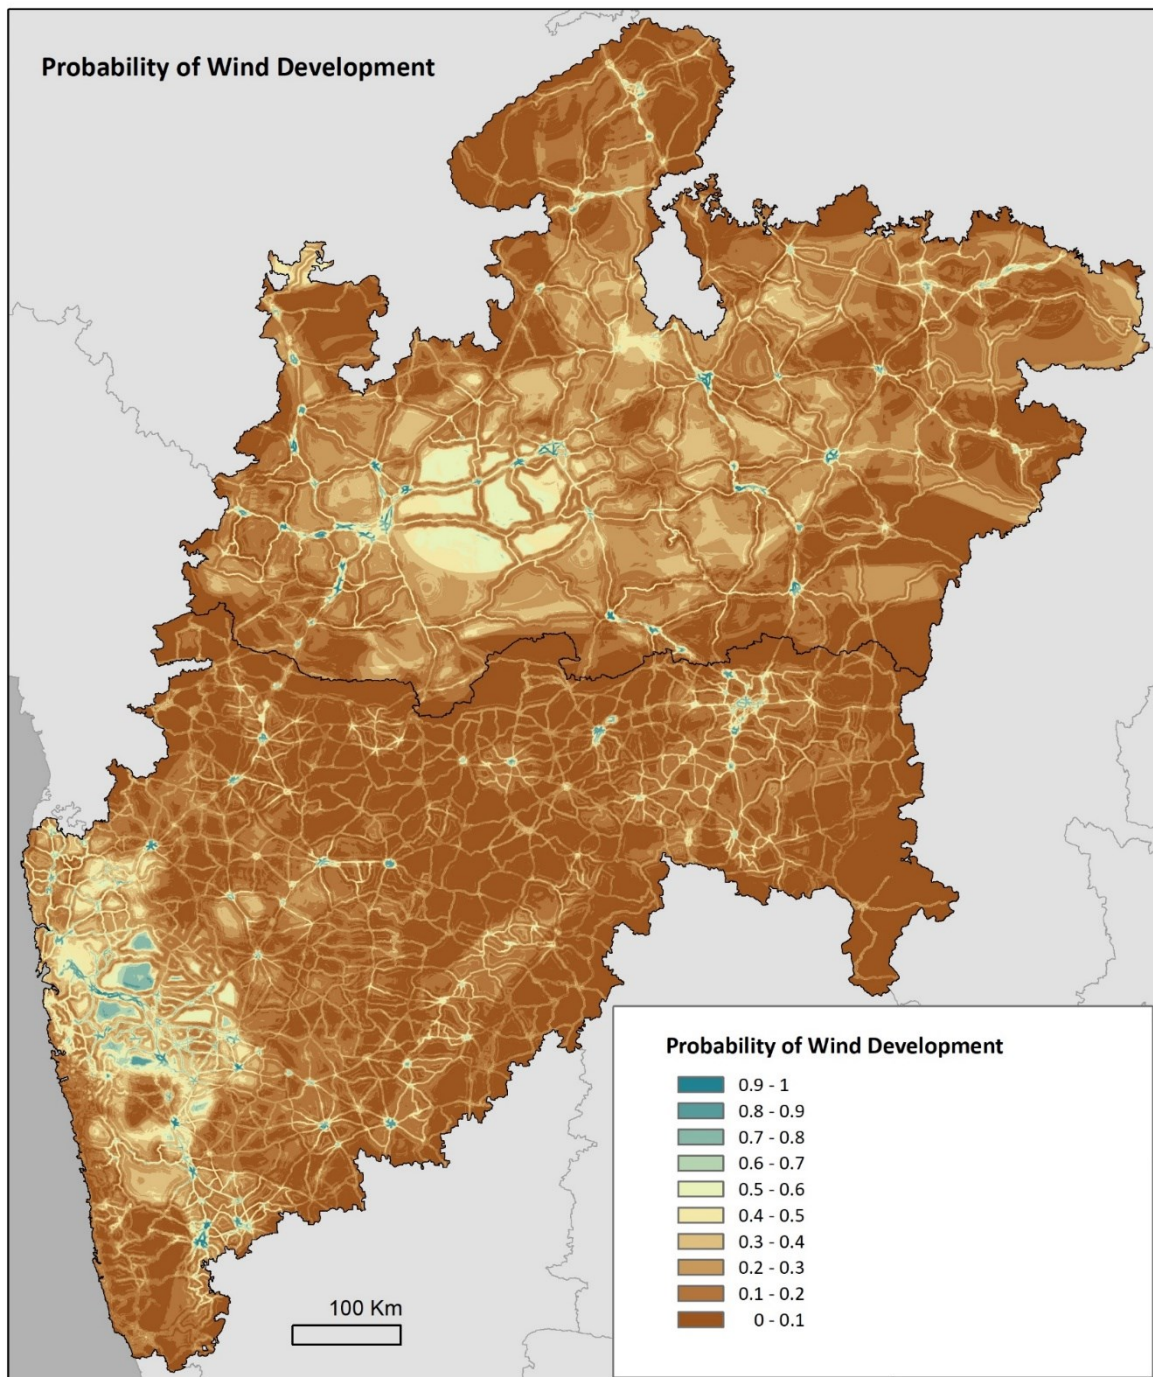 Probability of Wind Development
Probability of Wind Development
0.9 - 1
0.8 - 0.9
0.7 - 0.8
0.6 - 0.7
0.5 - 0.6
0.4 - 0.5
0.3 - 0.4
0.2 - 0.3
0.1 - 0.2
0 - 0.1
100 Km